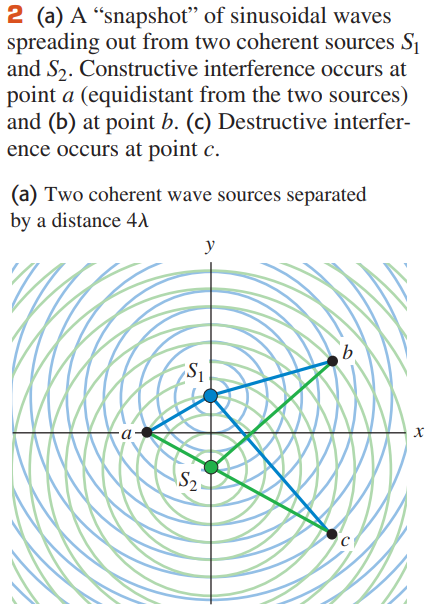 2 (a) A “snapshot” of sinusoidal waves
spreading out from two coherent sources S₁
and S₂. Constructive interference occurs at
point a (equidistant from the two sources)
and (b) at point b. (c) Destructive interfer-
ence occurs at point c.
(a) Two coherent wave sources separated
by a distance 4λ
y
b
S₁
a
x
S₂
c